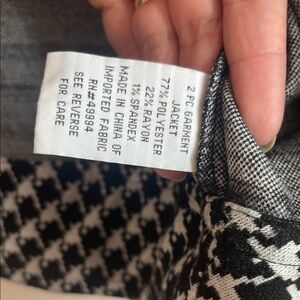 2 PC GARMENT
JACKET
77% POLYESTER
22% RAYON
1% SPANDEX
MADE IN CHINA OF
IMPORTED FABRIC
RN#49994
SEE REVERSE
FOR CARE